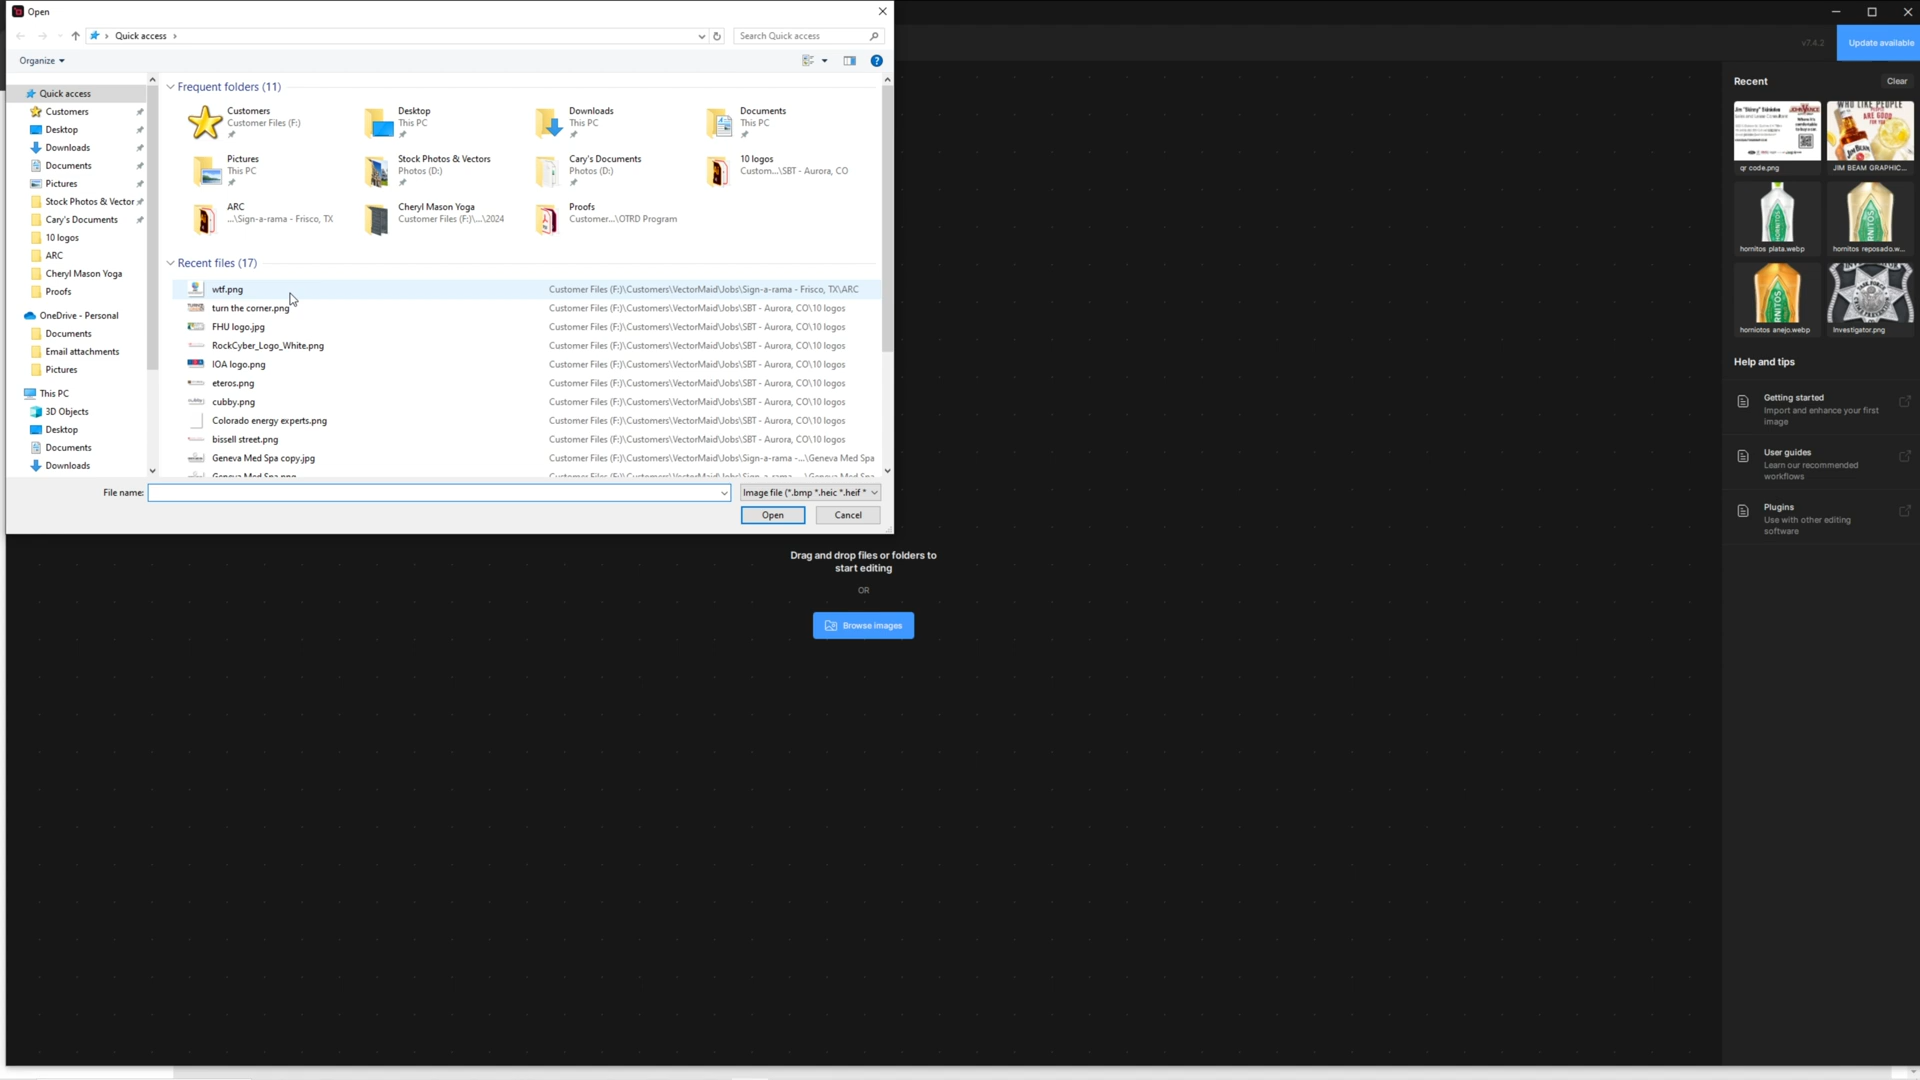 Open
Quick access
Search Quick access
Organize
v7.4.2
Update available
Quick access
Customers
Desktop
Downloads
Documents
Pictures
Stock Photos & Vector
Cary's Documents
10 logos
ARC
Cheryl Mason Yoga
Proofs
OneDrive - Personal
Documents
Email attachments
Pictures
This PC
3D Objects
Desktop
Documents
Downloads
Frequent folders (11)
Customers
Customer Files (F:)
Desktop
This PC
Downloads
This PC
Documents
This PC
Pictures
This PC
Stock Photos & Vectors
Photos (D:)
Cary's Documents
Photos (D:)
10 logos
Custom...\SBT - Aurora, CO
ARC
...\Sign-a-rama - Frisco, TX
Cheryl Mason Yoga
Customer Files (F:)\...\2024
Proofs
Customer...\OTRD Program
Recent files (17)
wtf.png Customer Files (F:)\Customers\VectorMaid\Jobs\Sign-a-rama - Frisco, TX\ARC
turn the corner.png Customer Files (F:)\Customers\VectorMaid\Jobs\SBT - Aurora, CO\10 logos
FHU logo.jpg Customer Files (F:)\Customers\VectorMaid\Jobs\SBT - Aurora, CO\10 logos
RockCyber_Logo_White.png Customer Files (F:)\Customers\VectorMaid\Jobs\SBT - Aurora, CO\10 logos
IOA logo.png Customer Files (F:)\Customers\VectorMaid\Jobs\SBT - Aurora, CO\10 logos
eteros.png Customer Files (F:)\Customers\VectorMaid\Jobs\SBT - Aurora, CO\10 logos
cubby.png Customer Files (F:)\Customers\VectorMaid\Jobs\SBT - Aurora, CO\10 logos
Colorado energy experts.png Customer Files (F:)\Customers\VectorMaid\Jobs\SBT - Aurora, CO\10 logos
bissell street.png Customer Files (F:)\Customers\VectorMaid\Jobs\SBT - Aurora, CO\10 logos
Geneva Med Spa copy.jpg Customer Files (F:)\Customers\VectorMaid\Jobs\Sign-a-rama -...\Geneva Med Spa
File name:
Image file (*.bmp *.heic *.heif *
Open
Cancel
Drag and drop files or folders to
start editing
OR
Browse images
Recent
Clear
WHO LIKE PEOPLE
ARE GOOD
FOR YOU
JIM BEAM
qr code.png
JIM BEAM GRAPHIC...
hornitos plata.webp
hornitos reposado.w...
horniotos anejo.webp
Investigator.png
Help and tips
Getting started
Import and enhance your first
image
User guides
Learn our recommended
workflows
Plugins
Use with other editing
software